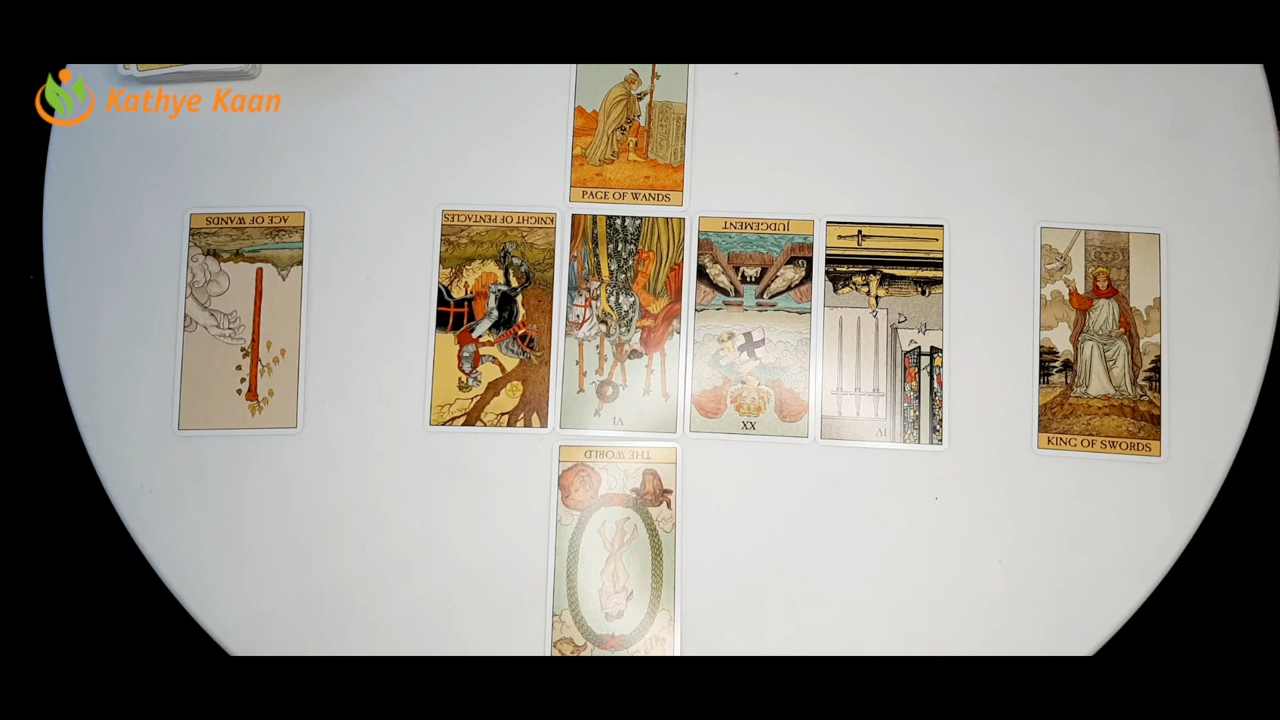 Kathye Kaan
PAGE OF WANDS
ACE OF WANDS
KNIGHT OF PENTACLES
JUDGEMENT
VI
XX
IV
KING OF SWORDS
THE WORLD